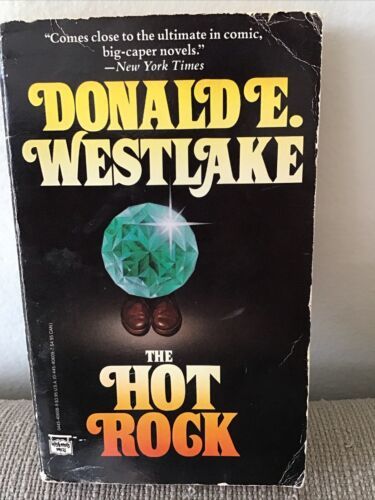 “Comes close to the ultimate in comic,
big-caper novels.”
—New York Times
DONALD E.
WESTLAKE
THE
HOT
ROCK